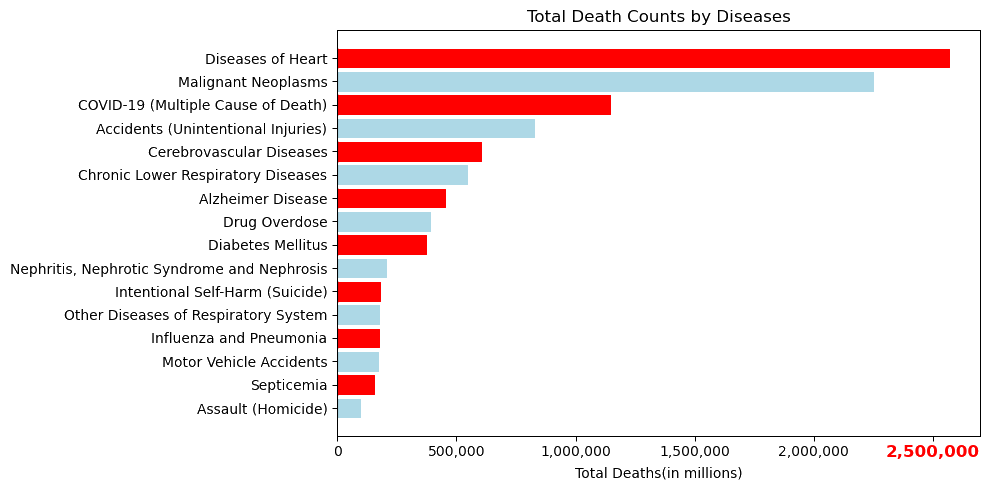 Total Death Counts by Diseases
Diseases of Heart
Malignant Neoplasms
COVID-19 (Multiple Cause of Death)
Accidents (Unintentional Injuries)
Cerebrovascular Diseases
Chronic Lower Respiratory Diseases
Alzheimer Disease
Drug Overdose
Diabetes Mellitus
Nephritis, Nephrotic Syndrome and Nephrosis
Intentional Self-Harm (Suicide)
Other Diseases of Respiratory System
Influenza and Pneumonia
Motor Vehicle Accidents
Septicemia
Assault (Homicide)
0 500,000 1,000,000 1,500,000 2,000,000 2,500,000
Total Deaths(in millions)